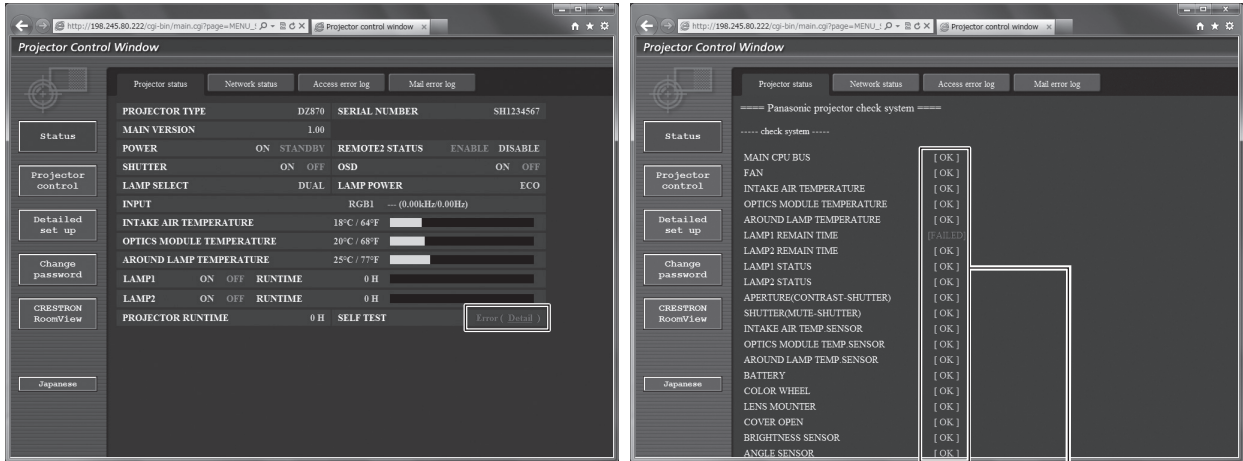 http://198.245.80.222/cgi-bin/main.cgi?page=MENU_!
Projector control window
Projector Control Window
Projector status Network status Access error log Mail error log
Status
Projector control
Detailed set up
Change password
CRESTRON RoomView
Japanese
PROJECTOR TYPE DZ870 SERIAL NUMBER SH1234567
MAIN VERSION 1.00
POWER ON STANDBY REMOTE2 STATUS ENABLE DISABLE
SHUTTER ON OFF OSD ON OFF
LAMP SELECT DUAL LAMP POWER ECO
INPUT RGB1 --- (0.00kHz/0.00Hz)
INTAKE AIR TEMPERATURE 18°C / 64°F
OPTICS MODULE TEMPERATURE 20°C / 68°F
AROUND LAMP TEMPERATURE 25°C / 77°F
LAMP1 ON OFF RUNTIME 0 H
LAMP2 ON OFF RUNTIME 0 H
PROJECTOR RUNTIME 0 H SELF TEST Error ( Detail )
http://198.245.80.222/cgi-bin/main.cgi?page=MENU_!
Projector control window
Projector Control Window
Projector status Network status Access error log Mail error log
Status
Projector control
Detailed set up
Change password
CRESTRON RoomView
Japanese
==== Panasonic projector check system ====
----- check system -----
MAIN CPU BUS [ OK ]
FAN [ OK ]
INTAKE AIR TEMPERATURE [ OK ]
OPTICS MODULE TEMPERATURE [ OK ]
AROUND LAMP TEMPERATURE [ OK ]
LAMP1 REMAIN TIME [FAILED]
LAMP2 REMAIN TIME [ OK ]
LAMP1 STATUS [ OK ]
LAMP2 STATUS [ OK ]
APERTURE(CONTRAST-SHUTTER) [ OK ]
SHUTTER(MUTE-SHUTTER) [ OK ]
INTAKE AIR TEMP.SENSOR [ OK ]
OPTICS MODULE TEMP.SENSOR [ OK ]
AROUND LAMP TEMP.SENSOR [ OK ]
BATTERY [ OK ]
COLOR WHEEL [ OK ]
LENS MOUNTER [ OK ]
COVER OPEN [ OK ]
BRIGHTNESS SENSOR [ OK ]
ANGLE SENSOR [ OK ]